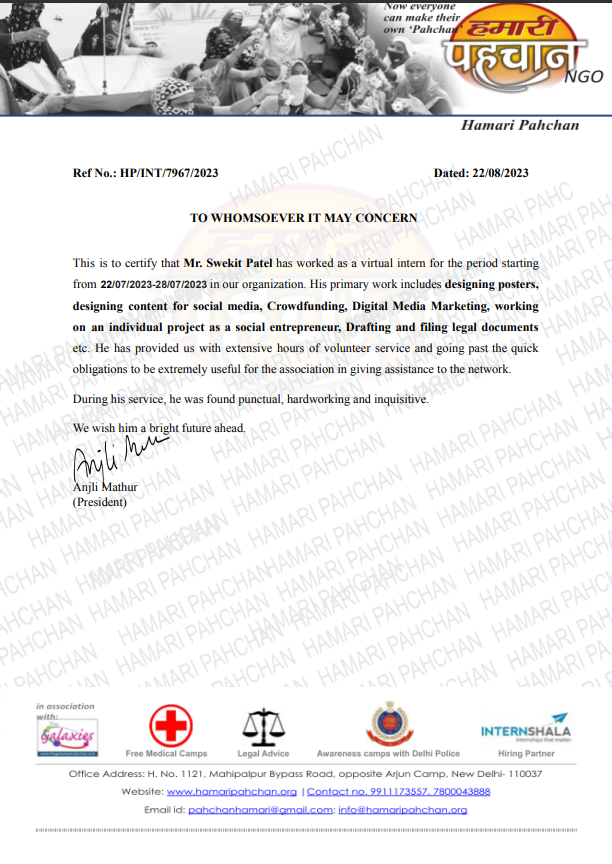 Now everyone
can make their
own ‘Pahchan’
हमारी
पहचान
NGO
Hamari Pahchan
Ref No.: HP/INT/7967/2023 Dated: 22/08/2023
TO WHOMSOEVER IT MAY CONCERN
This is to certify that Mr. Swekit Patel has worked as a virtual intern for the period starting
from 22/07/2023-28/07/2023 in our organization. His primary work includes designing posters,
designing content for social media, Crowdfunding, Digital Media Marketing, working
on an individual project as a social entrepreneur, Drafting and filing legal documents
etc. He has provided us with extensive hours of volunteer service and going past the quick
obligations to be extremely useful for the association in giving assistance to the network.
During his service, he was found punctual, hardworking and inquisitive.
We wish him a bright future ahead.
Anjli Mathur
Anjli Mathur
(President)
HAMARI PAHCHAN
in association
with:
galaxies
INTERNSHALA
internships that matter
Free Medical Camps Legal Advice Awareness camps with Delhi Police Hiring Partner
Office Address: H. No. 1121, Mahipalpur Bypass Road, opposite Arjun Camp, New Delhi- 110037
Website: www.hamaripahchan.org |Contact no. 9911173557, 7800043888
Email id: pahchanhamari@gmail.com; info@hamaripahchan.org